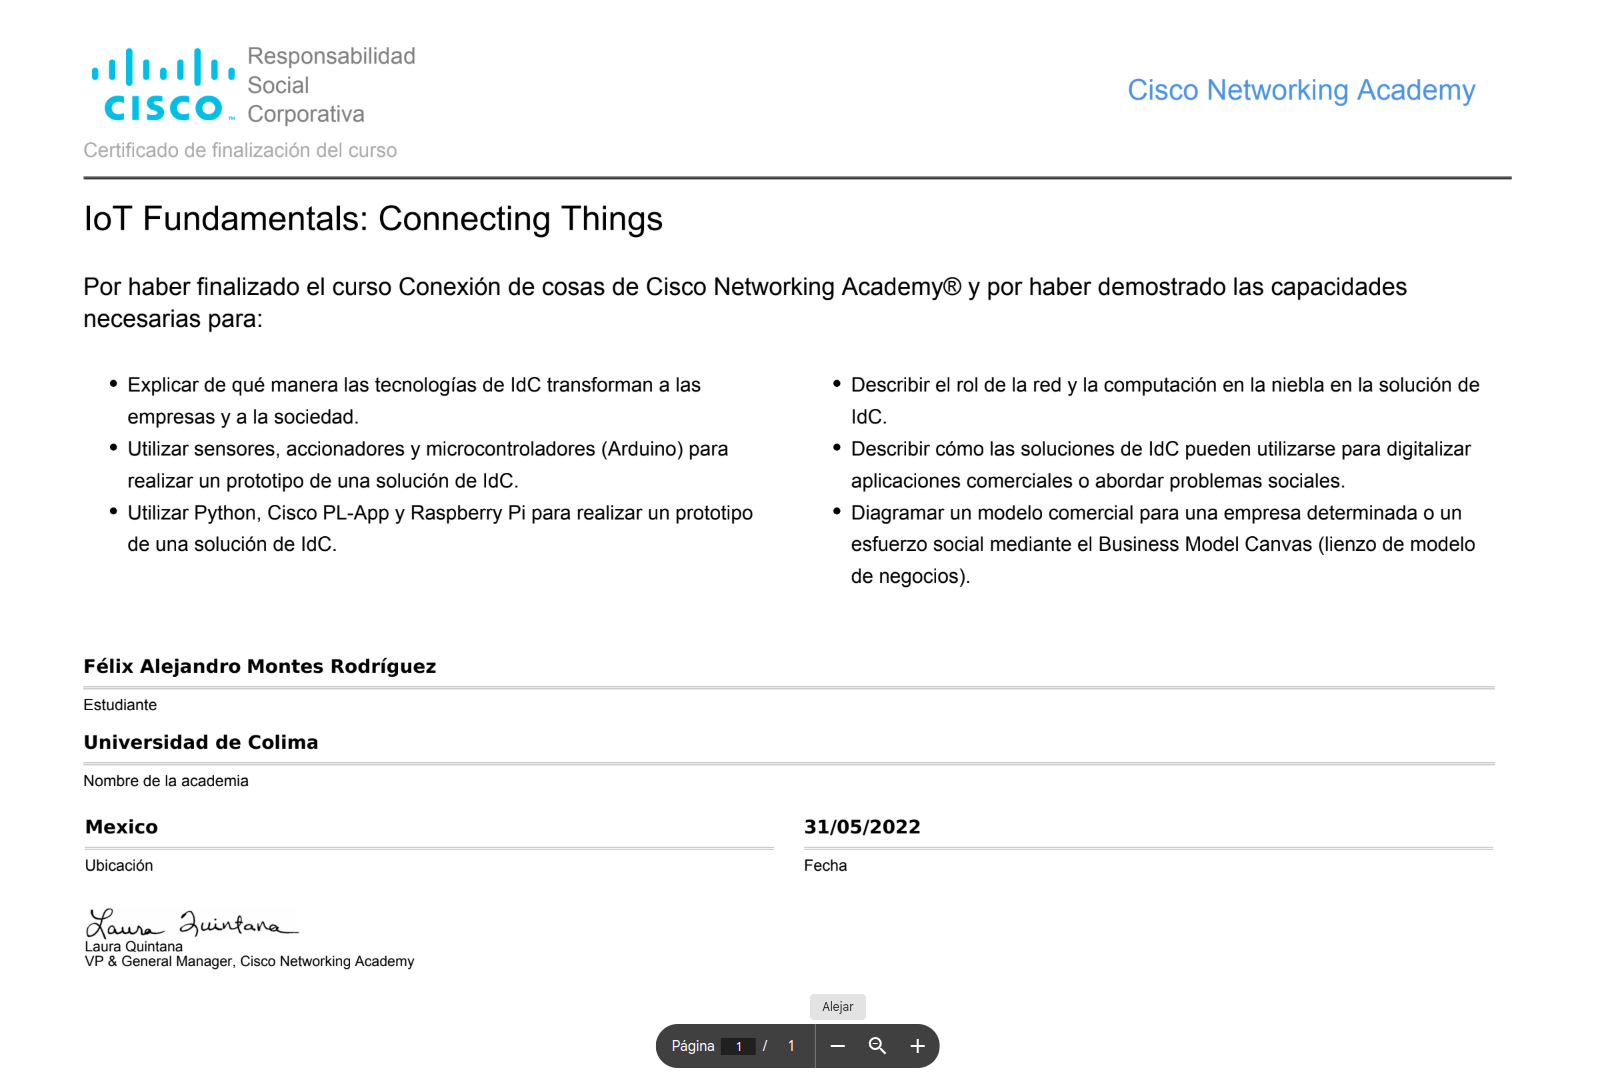 CISCO™
Responsabilidad
Social
Corporativa
Cisco Networking Academy
Certificado de finalización del curso
IoT Fundamentals: Connecting Things
Por haber finalizado el curso Conexión de cosas de Cisco Networking Academy® y por haber demostrado las capacidades
necesarias para:
• Explicar de qué manera las tecnologías de IdC transforman a las
empresas y a la sociedad.
• Utilizar sensores, accionadores y microcontroladores (Arduino) para
realizar un prototipo de una solución de IdC.
• Utilizar Python, Cisco PL-App y Raspberry Pi para realizar un prototipo
de una solución de IdC.
• Describir el rol de la red y la computación en la niebla en la solución de
IdC.
• Describir cómo las soluciones de IdC pueden utilizarse para digitalizar
aplicaciones comerciales o abordar problemas sociales.
• Diagramar un modelo comercial para una empresa determinada o un
esfuerzo social mediante el Business Model Canvas (lienzo de modelo
de negocios).
Félix Alejandro Montes Rodríguez
Estudiante
Universidad de Colima
Nombre de la academia
Mexico
Ubicación
31/05/2022
Fecha
Laura Quintana
Laura Quintana
VP & General Manager, Cisco Networking Academy
Alejar
Página 1 / 1